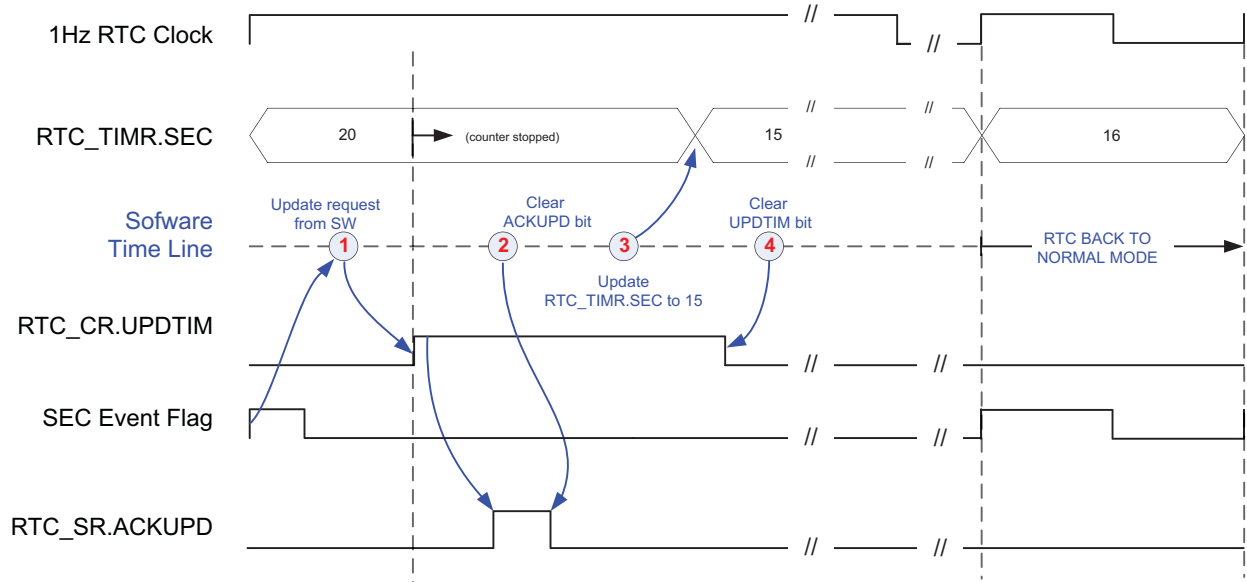 1Hz RTC Clock
//
//
RTC_TIMR.SEC
20
(counter stopped)
15
16
//
//
//
//
Sofware
Time Line
Update request
from SW
1
Clear
ACKUPD bit
2
3
Update
RTC_TIMR.SEC to 15
Clear
UPDTIM bit
4
RTC BACK TO
NORMAL MODE
RTC_CR.UPDTIM
//
//
SEC Event Flag
//
//
RTC_SR.ACKUPD
//
//